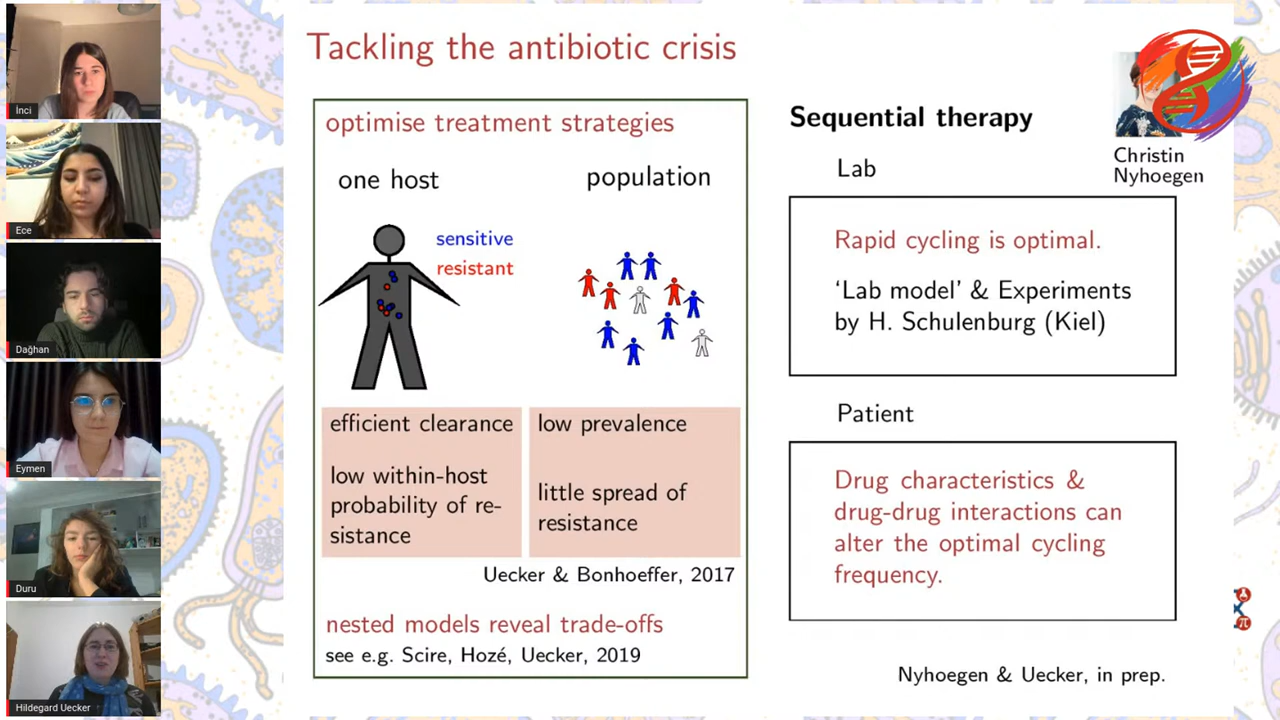 İnci
Ece
Dağhan
Eymen
Duru
Hildegard Uecker
Tackling the antibiotic crisis
optimise treatment strategies
one host
population
sensitive
resistant
efficient clearance
low within-host
probability of re-
sistance
low prevalence
little spread of
resistance
Uecker & Bonhoeffer, 2017
nested models reveal trade-offs
see e.g. Scire, Hozé, Uecker, 2019
Sequential therapy
Christin
Nyhoegen
Lab
Rapid cycling is optimal.
‘Lab model’ & Experiments
by H. Schulenburg (Kiel)
Patient
Drug characteristics &
drug-drug interactions can
alter the optimal cycling
frequency.
Nyhoegen & Uecker, in prep.
π